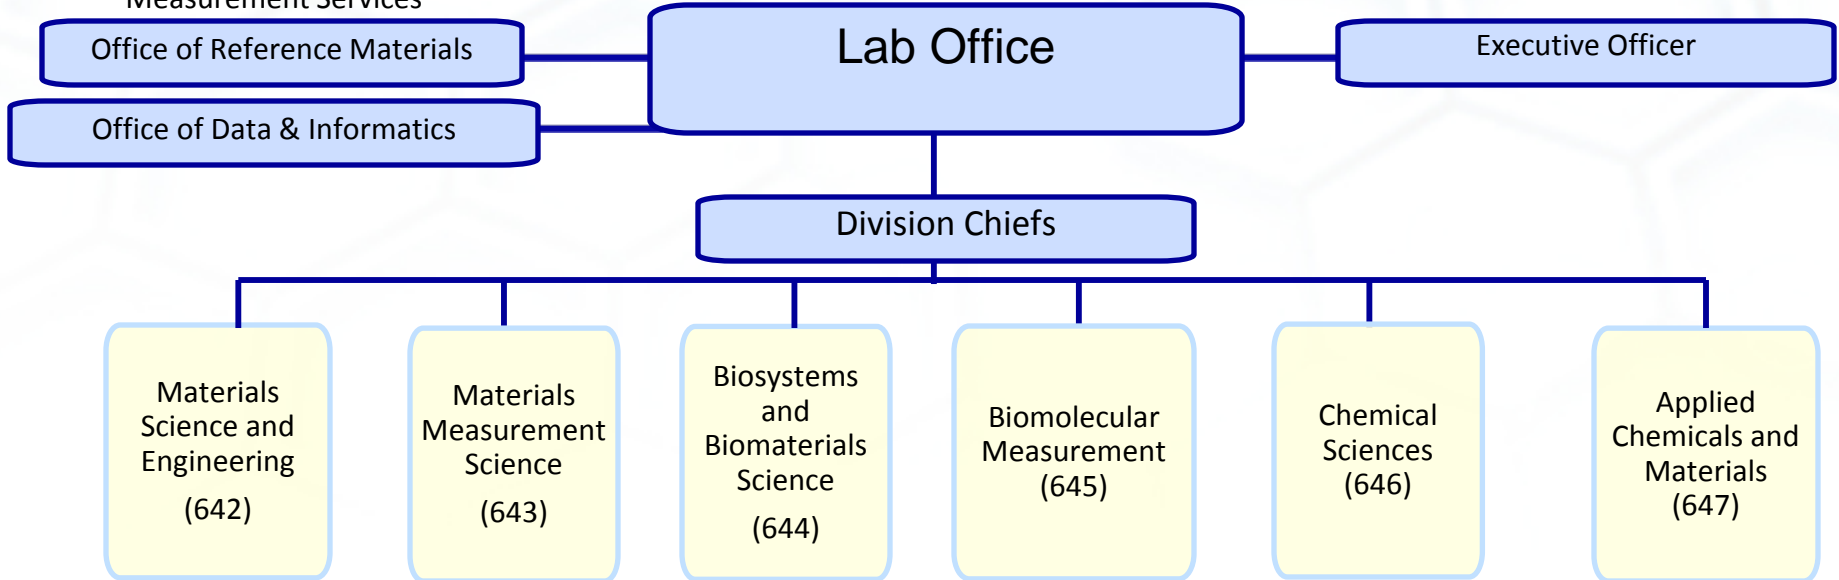 Measurement Services
Office of Reference Materials
Lab Office
Executive Officer
Office of Data & Informatics
Division Chiefs
Materials
Science and
Engineering
(642)
Materials
Measurement
Science
(643)
Biosystems
and
Biomaterials
Science
(644)
Biomolecular
Measurement
(645)
Chemical
Sciences
(646)
Applied
Chemicals and
Materials
(647)